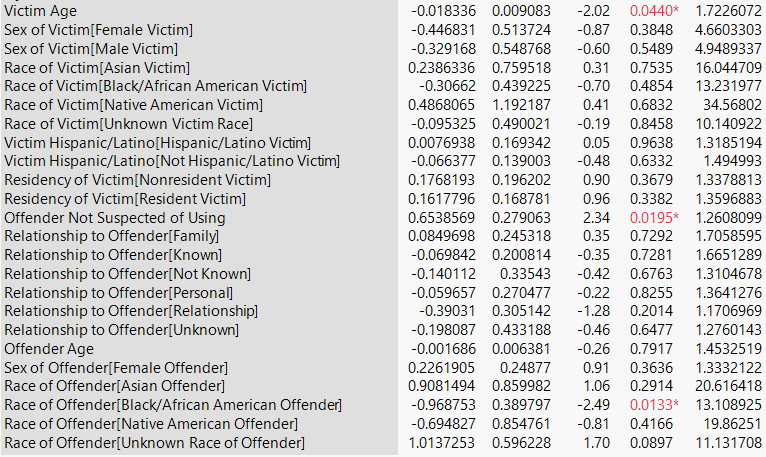 Victim Age -0.018336 0.009083 -2.02 0.0440* 1.7226072
Sex of Victim[Female Victim] -0.446831 0.513724 -0.87 0.3848 4.6603303
Sex of Victim[Male Victim] -0.329168 0.548768 -0.60 0.5489 4.9489337
Race of Victim[Asian Victim] 0.2386336 0.759518 0.31 0.7535 16.044709
Race of Victim[Black/African American Victim] -0.30662 0.439225 -0.70 0.4854 13.231977
Race of Victim[Native American Victim] 0.4868065 1.192187 0.41 0.6832 34.56802
Race of Victim[Unknown Victim Race] -0.095325 0.490021 -0.19 0.8458 10.140922
Victim Hispanic/Latino[Hispanic/Latino Victim] 0.0076938 0.169342 0.05 0.9638 1.3185194
Victim Hispanic/Latino[Not Hispanic/Latino Victim] -0.066377 0.139003 -0.48 0.6332 1.494993
Residency of Victim[Nonresident Victim] 0.1768193 0.196202 0.90 0.3679 1.3378813
Residency of Victim[Resident Victim] 0.1617796 0.168781 0.96 0.3382 1.3596883
Offender Not Suspected of Using 0.6538569 0.279063 2.34 0.0195* 1.2608099
Relationship to Offender[Family] 0.0849698 0.245318 0.35 0.7292 1.7058595
Relationship to Offender[Known] -0.069842 0.200814 -0.35 0.7281 1.6651289
Relationship to Offender[Not Known] -0.140112 0.33543 -0.42 0.6763 1.3104678
Relationship to Offender[Personal] -0.059657 0.270477 -0.22 0.8255 1.3641276
Relationship to Offender[Relationship] -0.39031 0.305142 -1.28 0.2014 1.1706969
Relationship to Offender[Unknown] -0.198087 0.433188 -0.46 0.6477 1.2760143
Offender Age -0.001686 0.006381 -0.26 0.7917 1.4532519
Sex of Offender[Female Offender] 0.2261905 0.24877 0.91 0.3636 1.3332122
Race of Offender[Asian Offender] 0.9081494 0.859982 1.06 0.2914 20.616418
Race of Offender[Black/African American Offender] -0.968753 0.389797 -2.49 0.0133* 13.108925
Race of Offender[Native American Offender] -0.694827 0.854761 -0.81 0.4166 19.86251
Race of Offender[Unknown Race of Offender] 1.0137253 0.596228 1.70 0.0897 11.131708